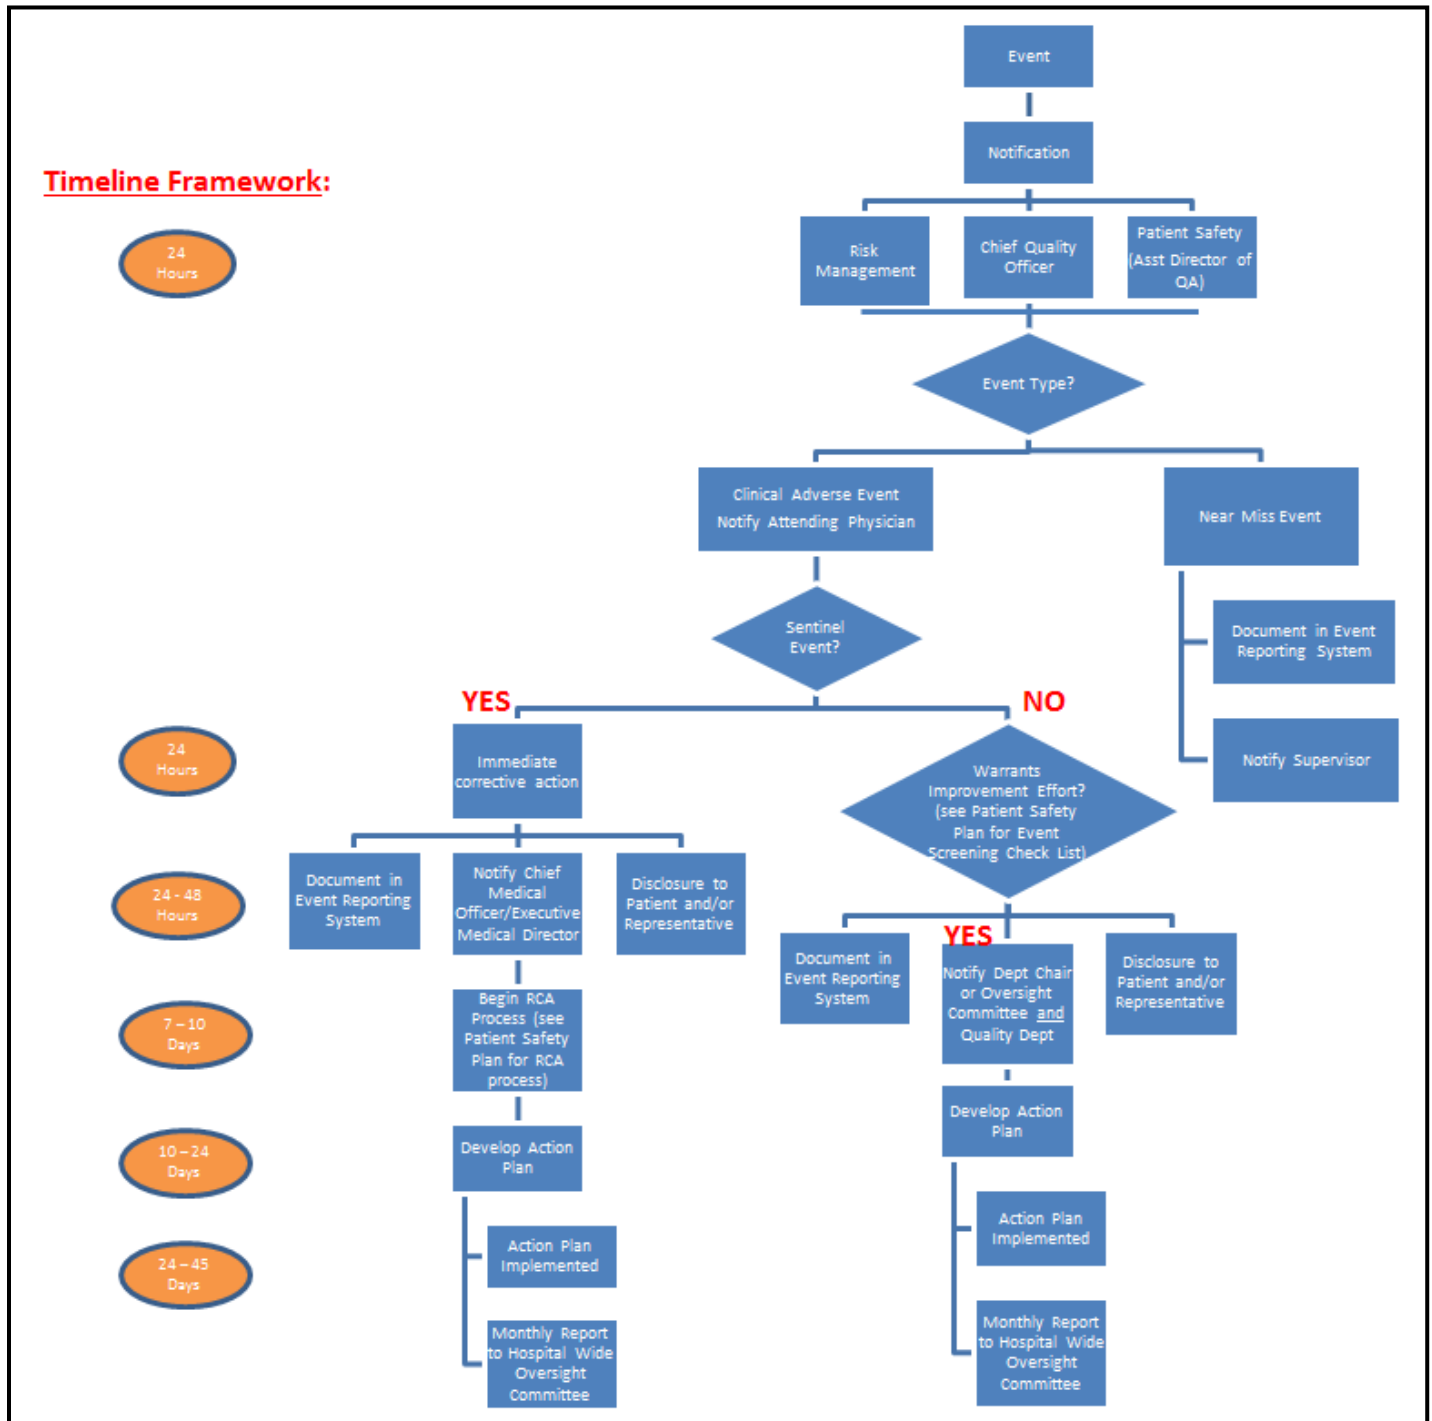 Event
Notification
Timeline Framework:
24
Hours
Risk
Management
Chief Quality
Officer
Patient Safety
(Asst Director of
QA)
Event Type?
Clinical Adverse Event
Notify Attending Physician
Near Miss Event
Document in Event
Reporting System
Notify Supervisor
Sentinel
Event?
YES
NO
24
Hours
Immediate
corrective action
Warrants
Improvement Effort?
(see Patient Safety
Plan for Event
Screening Check List)
24 - 48
Hours
Document in
Event Reporting
System
Notify Chief
Medical
Officer/Executive
Medical Director
Disclosure to
Patient and/or
Representative
YES
Document in
Event Reporting
System
Notify Dept Chair
or Oversight
Committee and
Quality Dept
Disclosure to
Patient and/or
Representative
7 – 10
Days
Begin RCA
Process (see
Patient Safety
Plan for RCA
process)
Develop Action
Plan
10 – 24
Days
Develop Action
Plan
Action Plan
Implemented
24 – 45
Days
Action Plan
Implemented
Monthly Report
to Hospital Wide
Oversight
Committee
Monthly Report
to Hospital Wide
Oversight
Committee